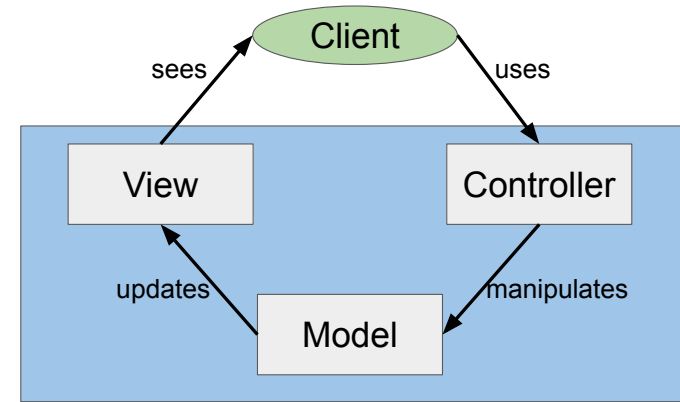 Client
sees
uses
View
Controller
updates
manipulates
Model